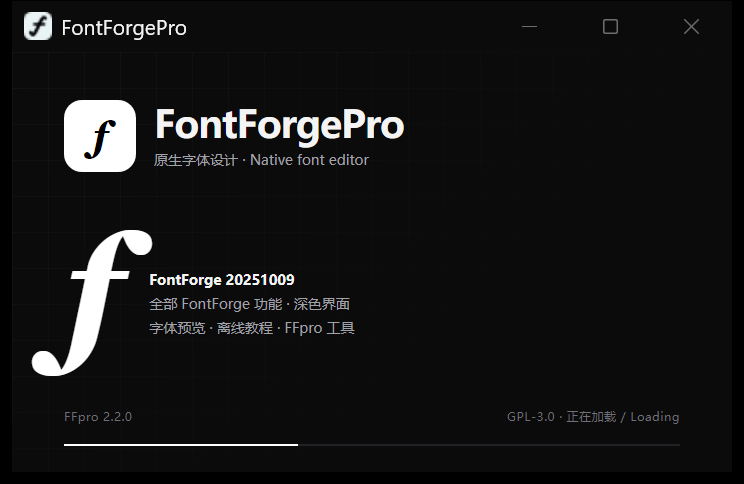 FontForgePro
FontForgePro
原生字体设计 · Native font editor
FontForge 20251009
全部 FontForge 功能 · 深色界面
字体预览 · 离线教程 · FFpro 工具
FFpro 2.2.0
GPL-3.0 · 正在加载 / Loading